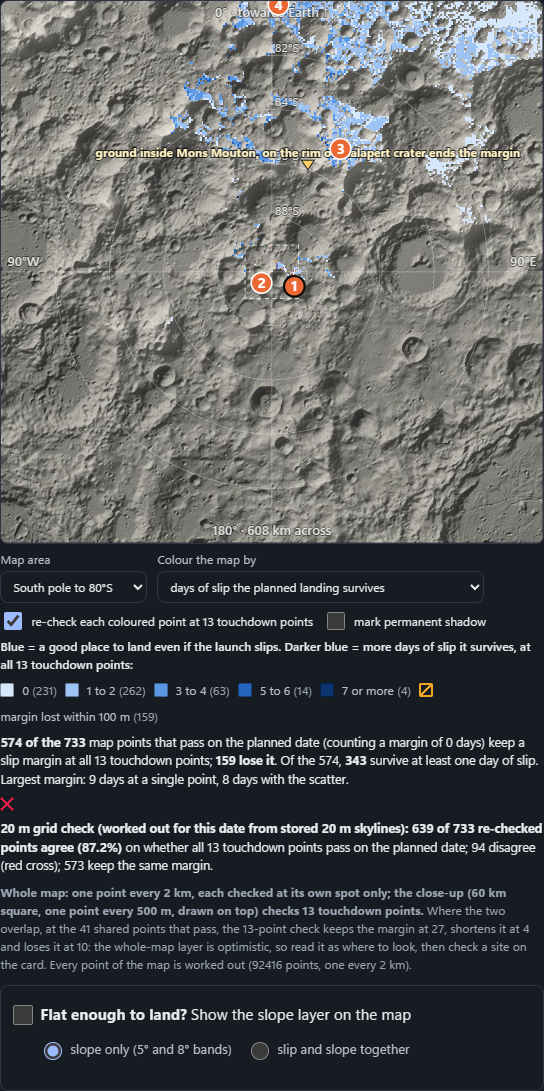 4
0° · towards Earth
82°S
84°S
3
ground inside Mons Mouton, on the rim o alapert crater ends the margin
88°S
90°W
90°E
2
1
180° · 608 km across
Map area
Colour the map by
South pole to 80°S
days of slip the planned landing survives
re-check each coloured point at 13 touchdown points
mark permanent shadow
Blue = a good place to land even if the launch slips. Darker blue = more days of slip it survives, at
all 13 touchdown points:
0 (231)
1 to 2 (262)
3 to 4 (63)
5 to 6 (14)
7 or more (4)
margin lost within 100 m (159)
574 of the 733 map points that pass on the planned date (counting a margin of 0 days) keep a
slip margin at all 13 touchdown points; 159 lose it. Of the 574, 343 survive at least one day of slip.
Largest margin: 9 days at a single point, 8 days with the scatter.
20 m grid check (worked out for this date from stored 20 m skylines): 639 of 733 re-checked
points agree (87.2%) on whether all 13 touchdown points pass on the planned date; 94 disagree
(red cross); 573 keep the same margin.
Whole map: one point every 2 km, each checked at its own spot only; the close-up (60 km
square, one point every 500 m, drawn on top) checks 13 touchdown points. Where the two
overlap, at the 41 shared points that pass, the 13-point check keeps the margin at 27, shortens it at 4
and loses it at 10: the whole-map layer is optimistic, so read it as where to look, then check a site on
the card. Every point of the map is worked out (92416 points, one every 2 km).
Flat enough to land? Show the slope layer on the map
slope only (5° and 8° bands)
slip and slope together